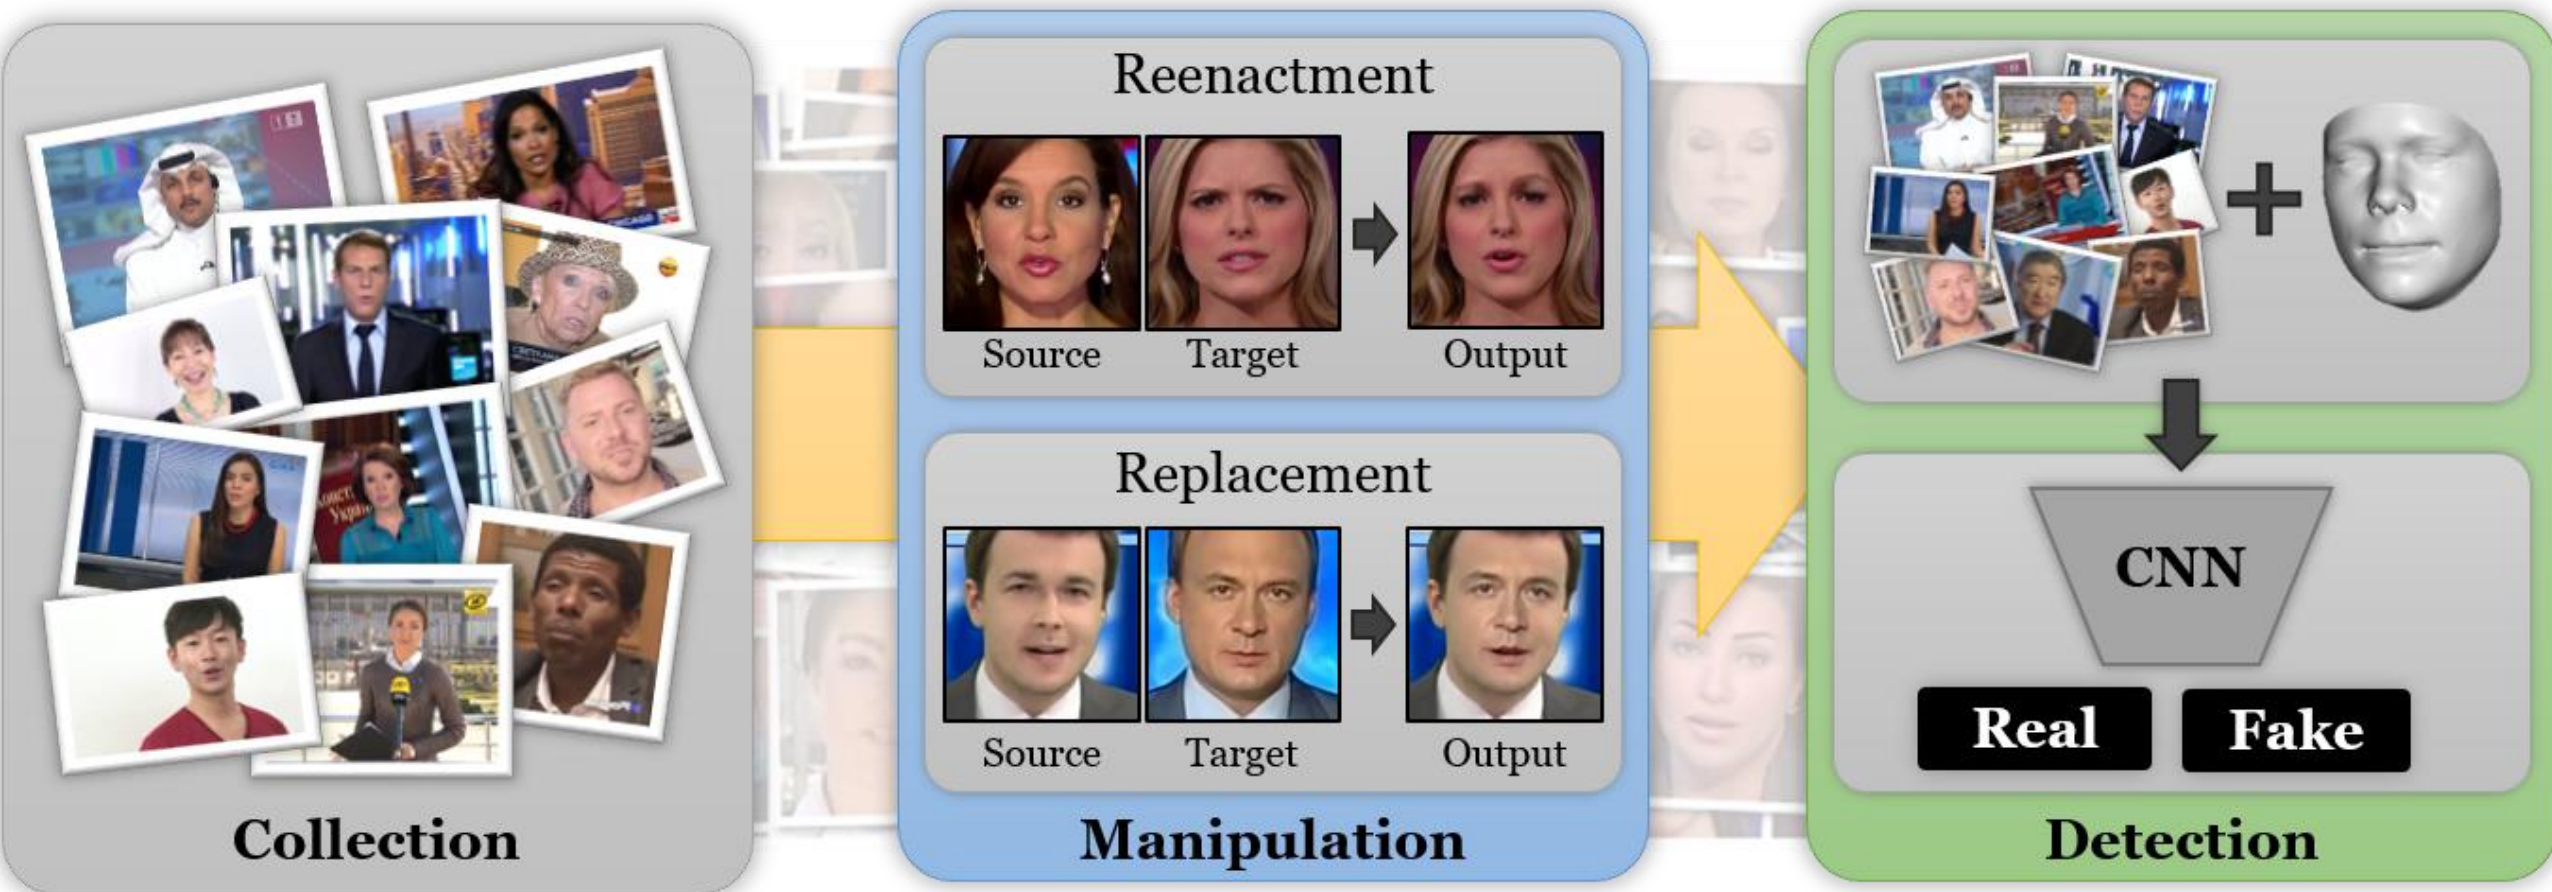 Reenactment
Source
Target
Output
Replacement
Source
Target
Output
CNN
Real
Fake
Collection
Manipulation
Detection